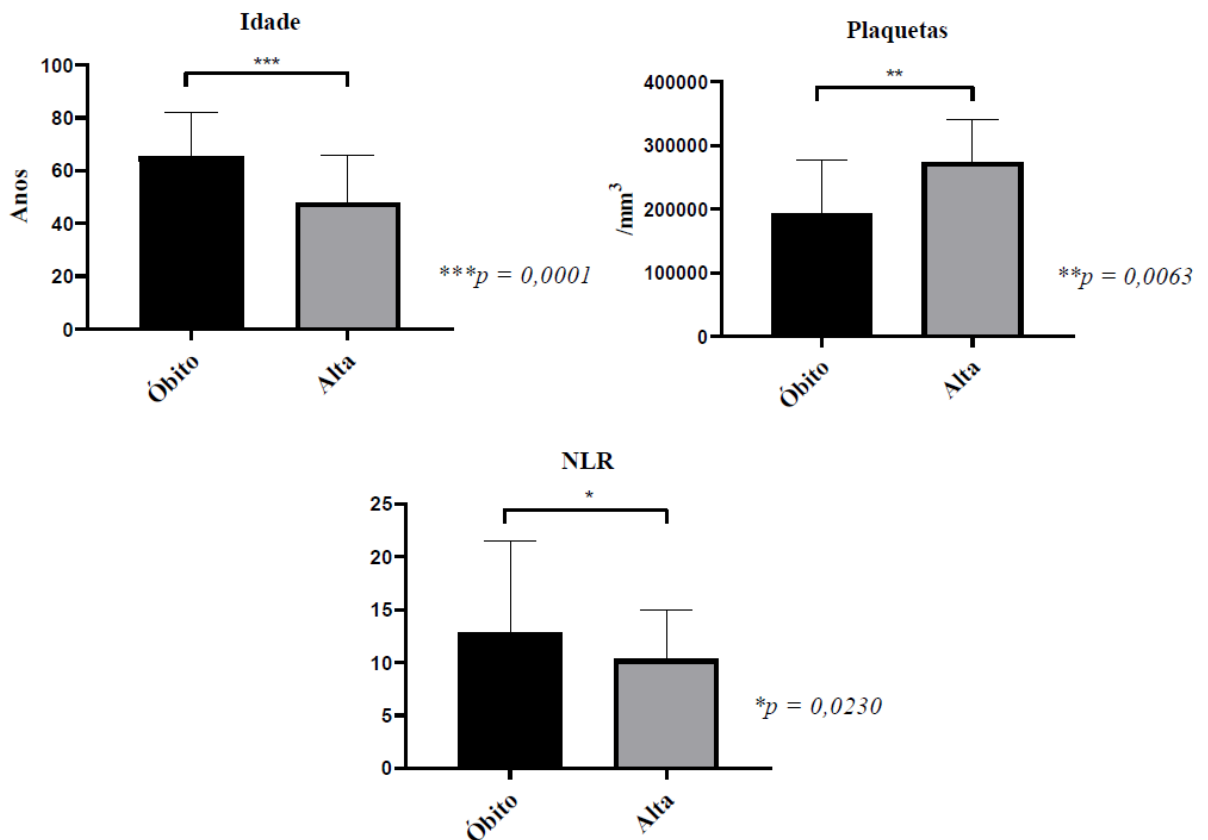 Idade
***
100
80
60
40
20
0
Anos
Óbito
Alta
***p = 0,0001
Plaquetas
**
400000
300000
200000
100000
0
/mm³
Óbito
Alta
**p = 0,0063
NLR
*
25
20
15
10
5
0
Óbito
Alta
*p = 0,0230